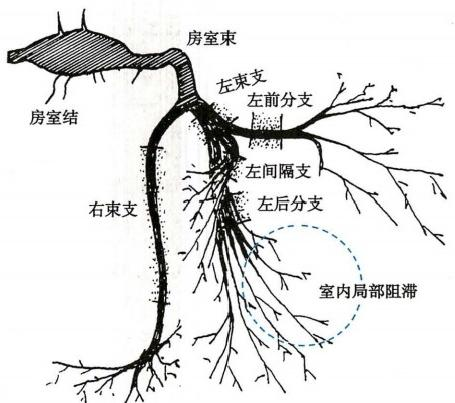 房室束
左束支
左前分支
房室结
左间隔支
右束支
左后分支
室内局部阻滞